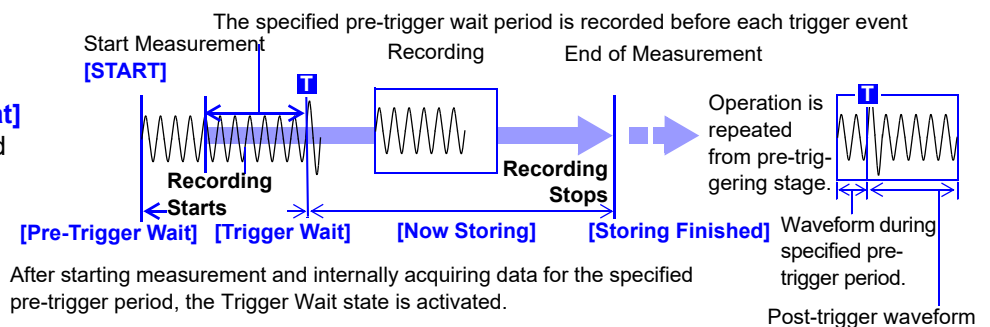 The specified pre-trigger wait period is recorded before each trigger event
Start Measurement
[START]
Recording
End of Measurement
T
at]
d
Recording
Starts
Recording
Stops
[Pre-Trigger Wait]
[Trigger Wait]
[Now Storing]
[Storing Finished]
Operation is
repeated
from pre-trig-
gering stage.
T
Waveform during
specified pre-
trigger period.
Post-trigger waveform
After starting measurement and internally acquiring data for the specified
pre-trigger period, the Trigger Wait state is activated.